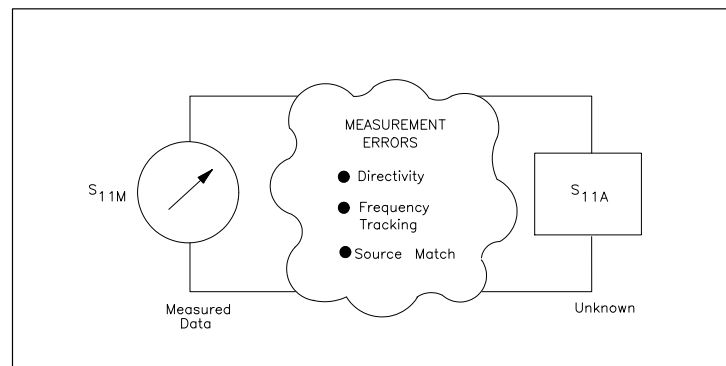 MEASUREMENT
ERRORS
● Directivity
● Frequency
Tracking
● Source Match
S11M
S11A
Measured
Data
Unknown